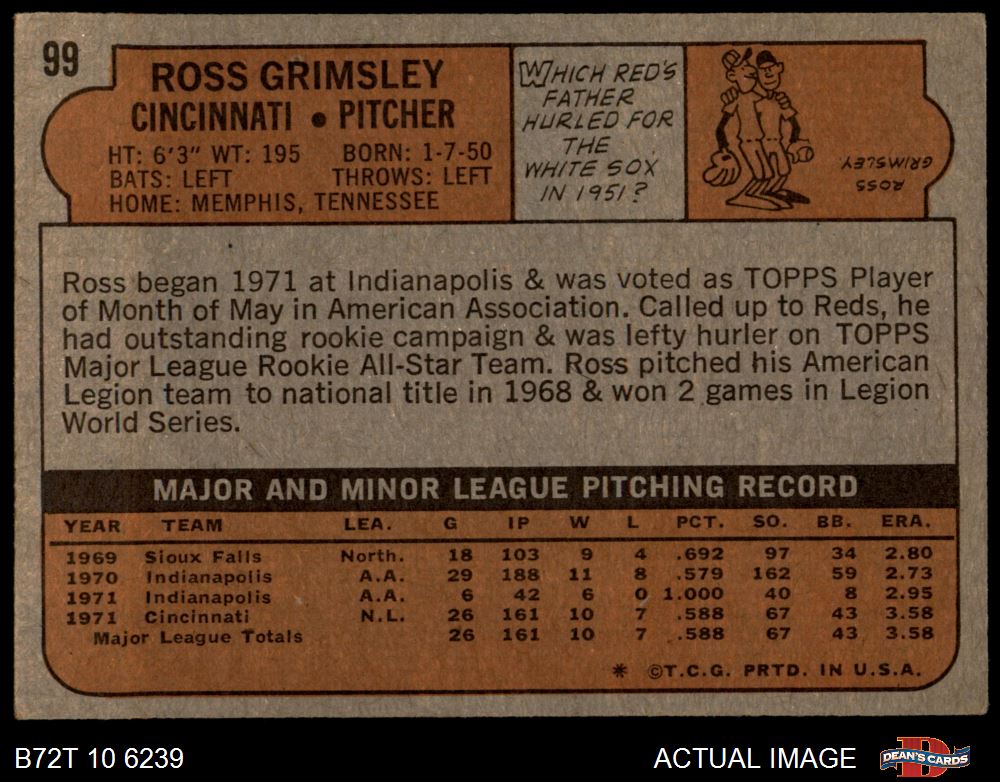 99
ROSS GRIMSLEY
CINCINNATI • PITCHER
HT: 6'3" WT: 195 BORN: 1-7-50
BATS: LEFT THROWS: LEFT
HOME: MEMPHIS, TENNESSEE
WHICH RED'S
FATHER
HURLED FOR
THE
WHITE SOX
IN 1951?
ROSS
GRIMSLEY
Ross began 1971 at Indianapolis & was voted as TOPPS Player
of Month of May in American Association. Called up to Reds, he
had outstanding rookie campaign & was lefty hurler on TOPPS
Major League Rookie All-Star Team. Ross pitched his American
Legion team to national title in 1968 & won 2 games in Legion
World Series.
MAJOR AND MINOR LEAGUE PITCHING RECORD
YEAR TEAM LEA. G IP W L PCT. SO. BB. ERA.
1969 Sioux Falls North. 18 103 9 4 .692 97 34 2.80
1970 Indianapolis A.A. 29 188 11 8 .579 162 59 2.73
1971 Indianapolis A.A. 6 42 6 0 1.000 40 8 2.95
1971 Cincinnati N.L. 26 161 10 7 .588 67 43 3.58
Major League Totals 26 161 10 7 .588 67 43 3.58
* ©T.C.G. PRTD. IN U.S.A.
B72T 10 6239
ACTUAL IMAGE
DEAN'S CARDS